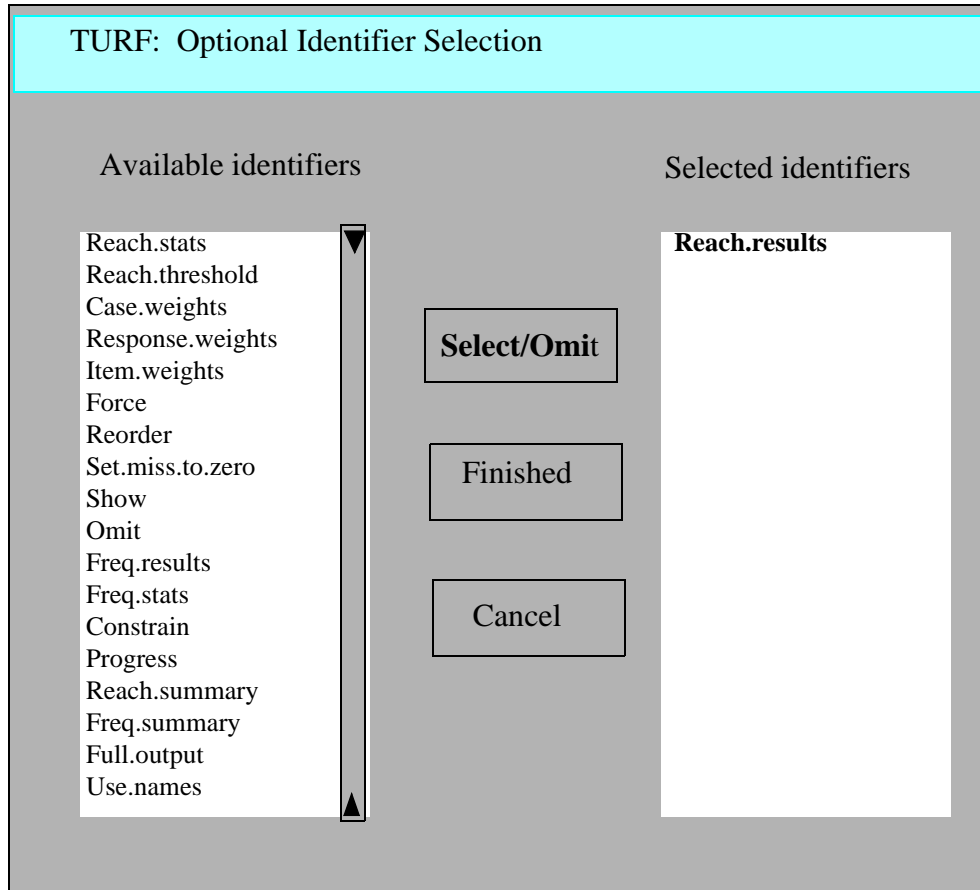 TURF: Optional Identifier Selection
Available identifiers
Selected identifiers
Reach.stats
Reach.threshold
Case.weights
Response.weights
Item.weights
Force
Reorder
Set.miss.to.zero
Show
Omit
Freq.results
Freq.stats
Constrain
Progress
Reach.summary
Freq.summary
Full.output
Use.names
Select/Omit
Finished
Cancel
Reach.results